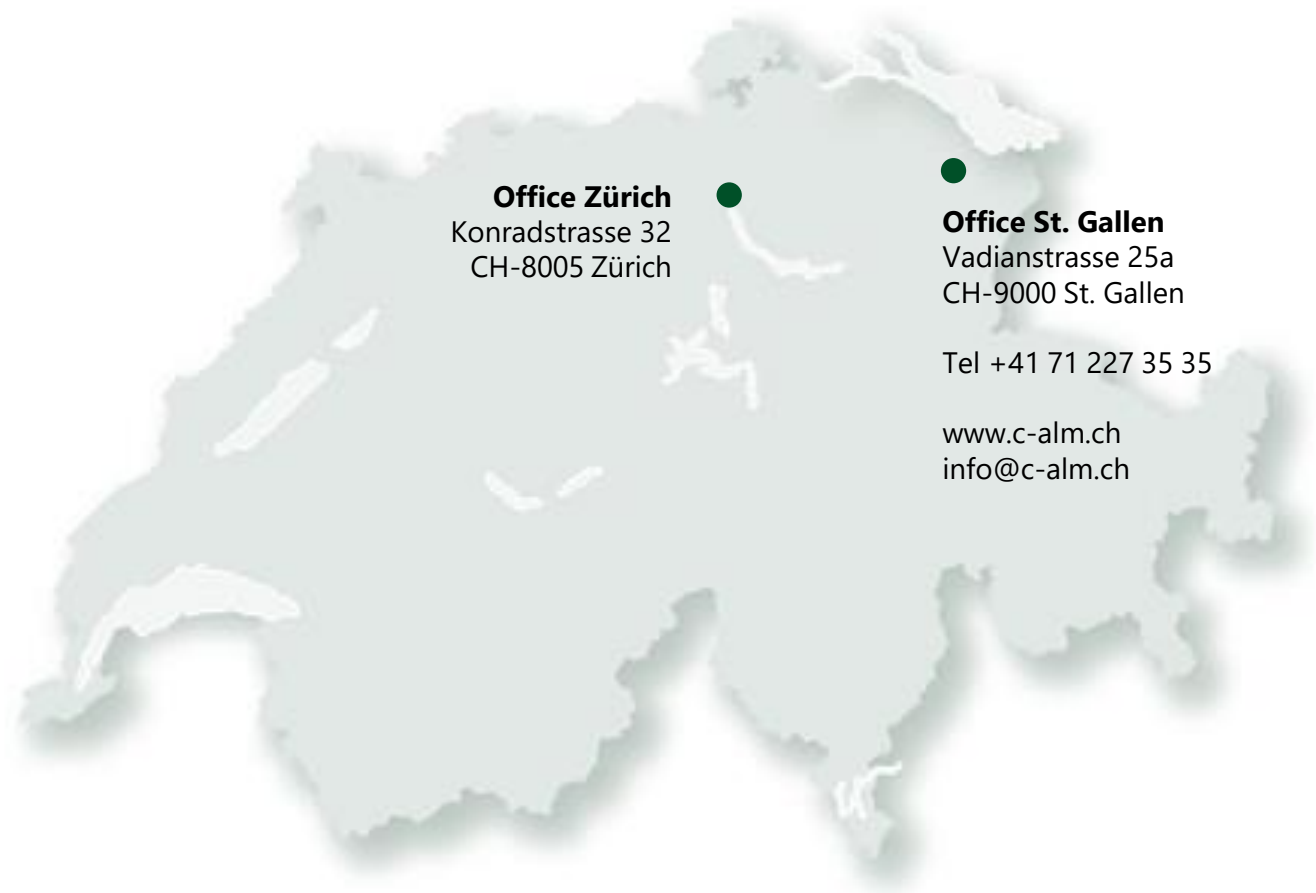 Office Zürich
Konradstrasse 32
CH-8005 Zürich
Office St. Gallen
Vadianstrasse 25a
CH-9000 St. Gallen
Tel +41 71 227 35 35
www.c-alm.ch
info@c-alm.ch